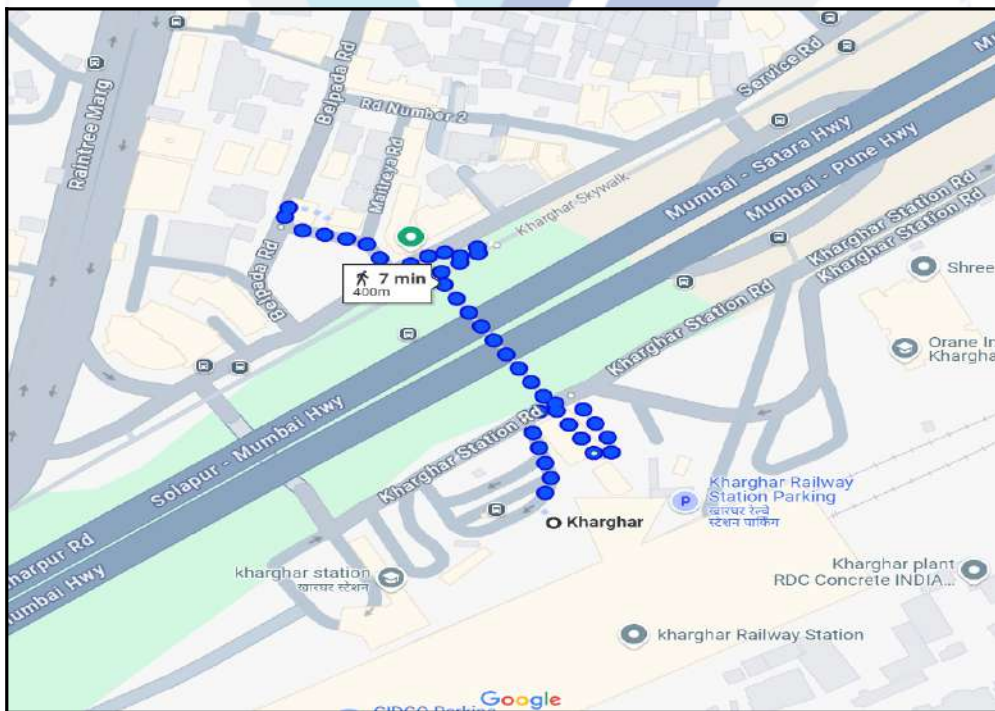 Raintree Marg
Belpada Rd
Rd Number 2
Maitreya Rd
Service Rd
Mumbai - Satara Hwy
Mumbai - Pune Hwy
Kharghar Skywalk
Kharghar Station Rd
Kharghar Station Rd
Belpada Rd
7 min
400m
Shree
Orane In
Kharghar
Kharghar Station Rd
Solapur - Mumbai Hwy
Kharghar Station Rd
Kharghar Railway
Station Parking
खारघर रेल्वे
स्टेशन पार्किंग
P
Kharghar
kharghar station
खारघर स्टेशन
Mumbai Hwy
Kharghar plant
RDC Concrete INDIA...
kharghar Railway Station
Google